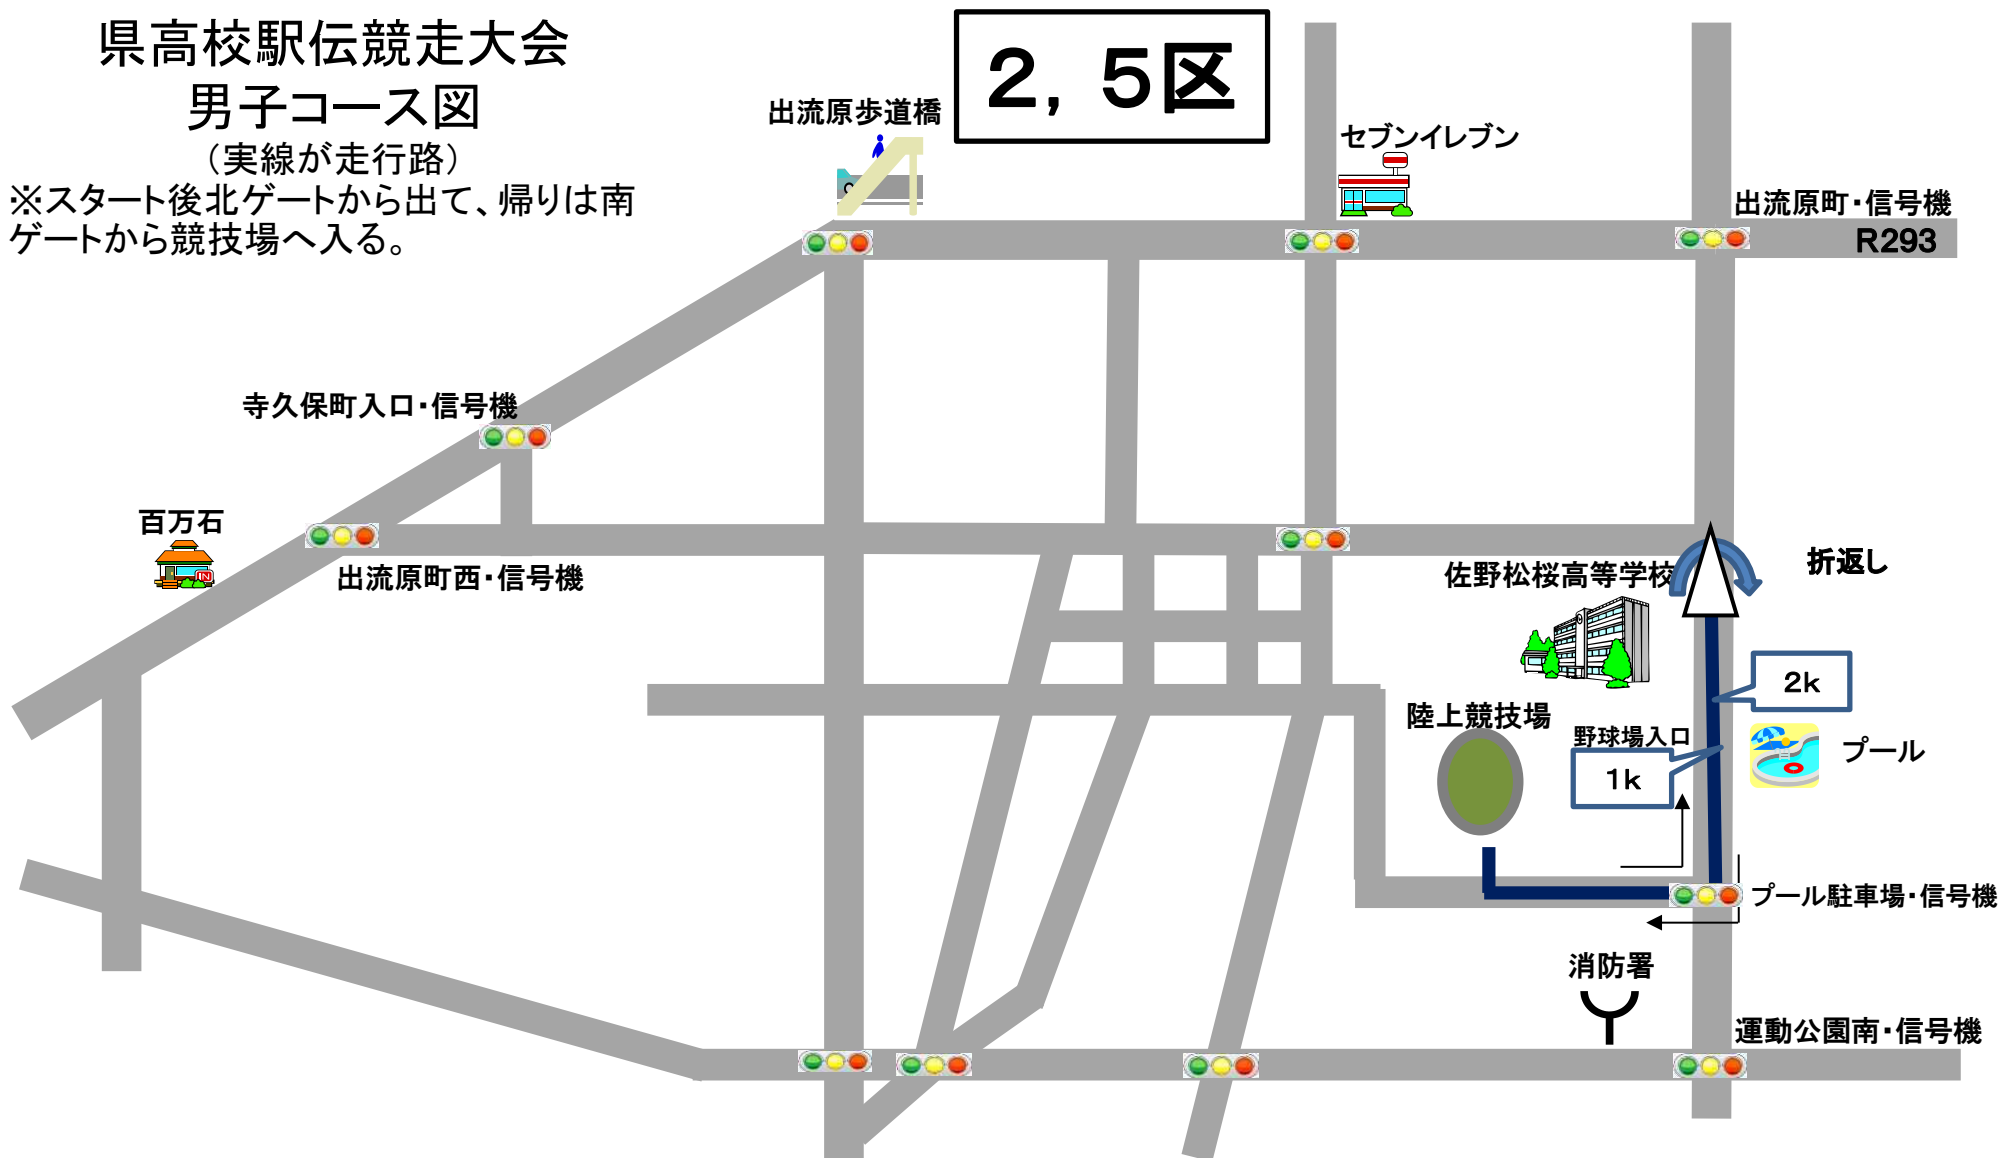 県高校駅伝競走大会
男子コース図
（実線が走行路）
※スタート後北ゲートから出て、帰りは南
ゲートから競技場へ入る。
２，５区
出流原歩道橋
セブンイレブン
出流原町・信号機
R293
寺久保町入口・信号機
百万石
出流原町西・信号機
佐野松桜高等学校
折返し
2k
陸上競技場
野球場入口
1k
プール
プール駐車場・信号機
消防署
運動公園南・信号機